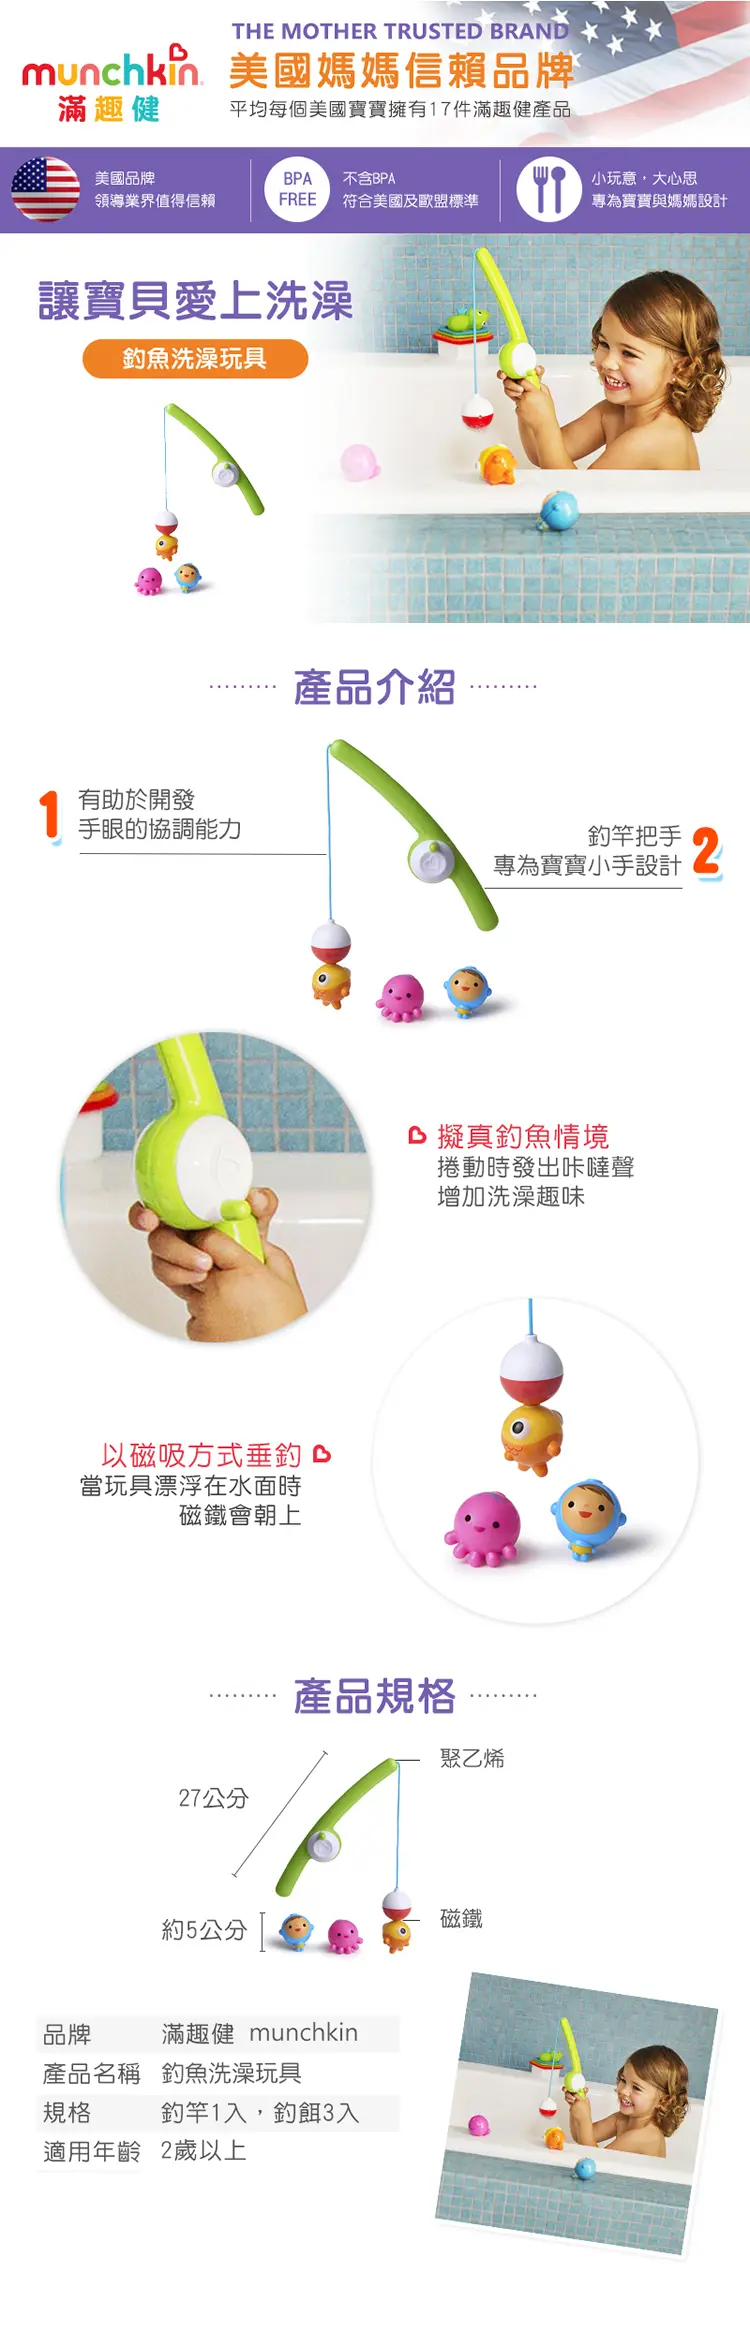 THE MOTHER TRUSTED BRAND
munchkin.
滿趣健
美國媽媽信賴品牌
平均每個美國寶寶擁有17件滿趣健產品
美國品牌
領導業界值得信賴
BPA
FREE
不含BPA
符合美國及歐盟標準
小玩意，大心思
專為寶寶與媽媽設計
讓寶貝愛上洗澡
釣魚洗澡玩具
產品介紹
1
有助於開發
手眼的協調能力
釣竿把手
專為寶寶小手設計
2
擬真釣魚情境
捲動時發出咔噠聲
增加洗澡趣味
以磁吸方式垂釣
當玩具漂浮在水面時
磁鐵會朝上
產品規格
聚乙烯
27公分
約5公分
磁鐵
品牌 滿趣健 munchkin
產品名稱 釣魚洗澡玩具
規格 釣竿1入，釣餌3入
適用年齡 2歲以上